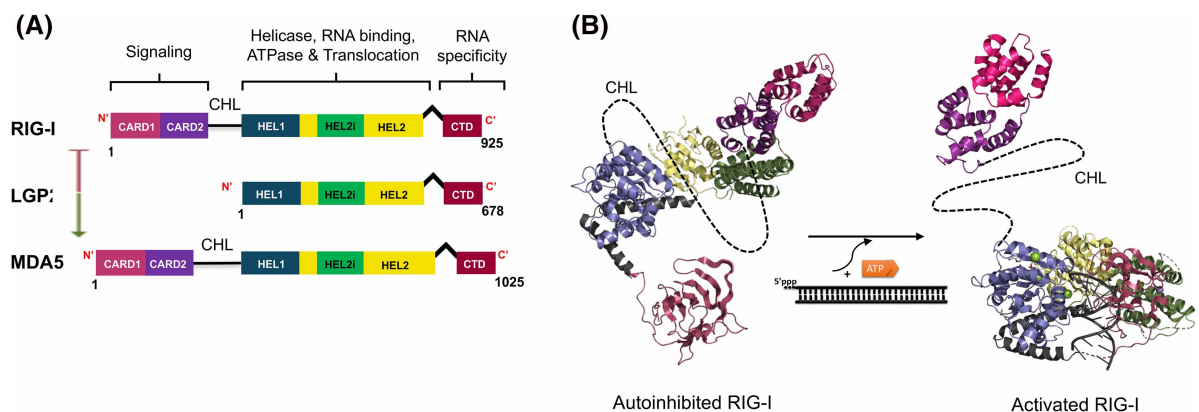 (A)
Signaling
Helicase, RNA binding,
ATPase & Translocation
RNA
specificity
RIG-I
N'
CARD1 CARD2
CHL
HEL1 HEL2i HEL2
CTD
C'
1
925
N'
HEL1 HEL2i HEL2
CTD
C'
1
678
MDA5
N'
CARD1 CARD2
CHL
HEL1 HEL2i HEL2
CTD
C'
1
1025
(B)
CHL
Autoinhibited RIG-I
+
ATP
5'ppp
CHL
Activated RIG-I